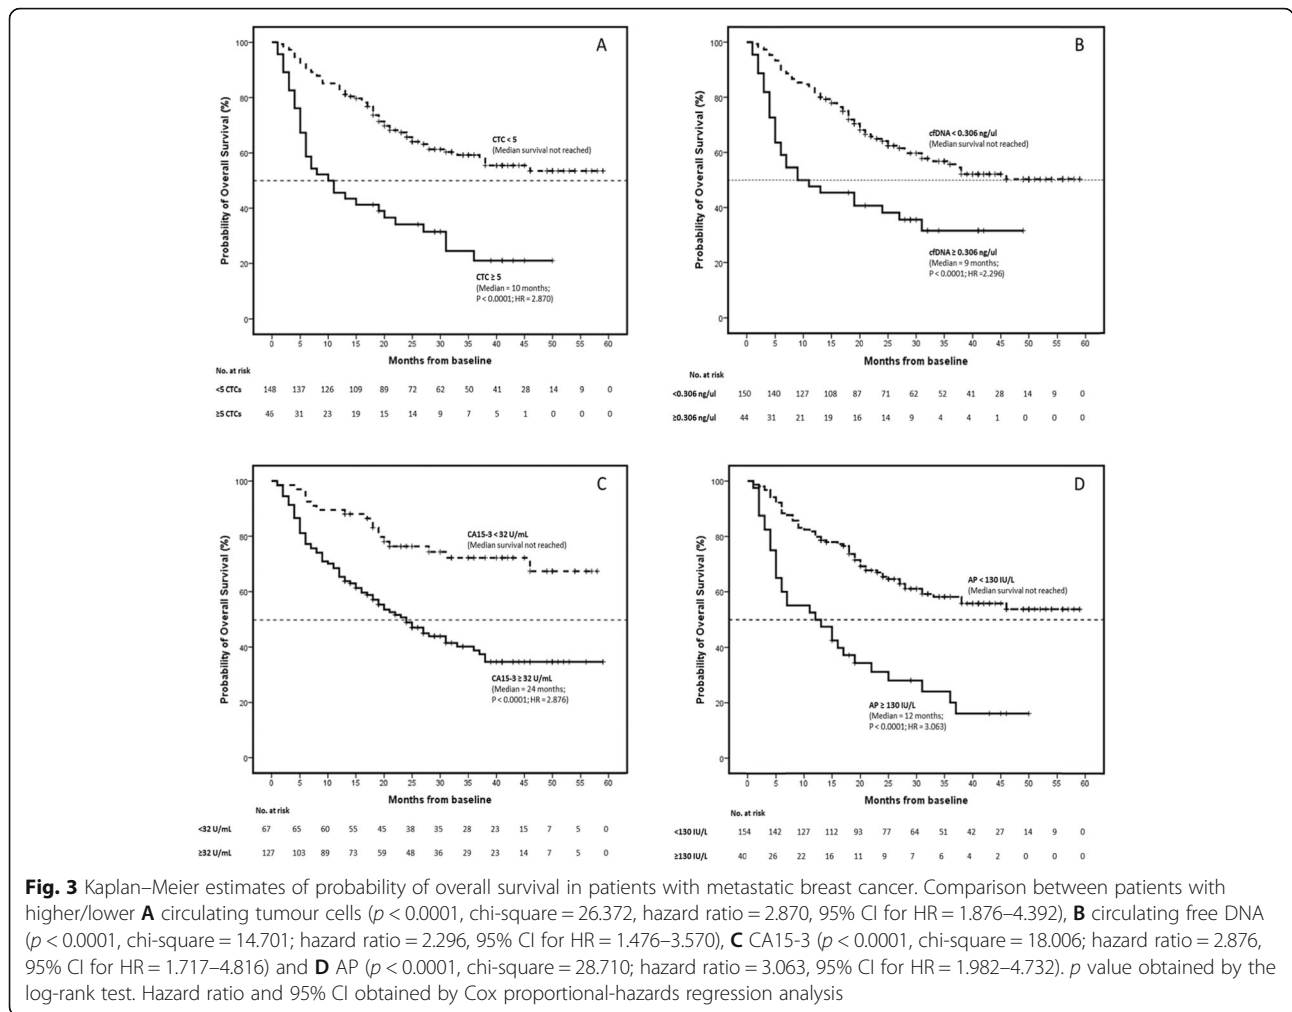 A
Probability of Overall Survival (%)
100
80
60
40
20
0
CTC < 5
(Median survival not reached)
CTC ≥ 5
(Median = 10 months;
P < 0.0001; HR = 2.870)
0 5 10 15 20 25 30 35 40 45 50 55 60
Months from baseline
No. at risk
<5 CTCs 148 137 126 109 89 72 62 50 41 28 14 9 0
≥5 CTCs 46 31 23 19 15 14 9 7 5 1 0 0 0
B
Probability of Overall Survival (%)
100
80
60
40
20
0
cfDNA < 0.306 ng/ul
(Median survival not reached)
cfDNA ≥ 0.306 ng/ul
(Median = 9 months;
P < 0.0001; HR =2.296)
0 5 10 15 20 25 30 35 40 45 50 55 60
Months from baseline
No. at risk
<0.306 ng/ul 150 140 127 108 87 71 62 52 41 28 14 9 0
≥0.306 ng/ul 44 31 21 19 16 14 9 4 4 1 0 0 0
C
Probability of Overall Survival (%)
100
80
60
40
20
0
CA15-3 < 32 U/mL
(Median survival not reached)
CA15-3 ≥ 32 U/mL
(Median = 24 months;
P < 0.0001; HR = 2.876)
0 5 10 15 20 25 30 35 40 45 50 55 60
Months from baseline
No. at risk
<32 U/mL 67 65 60 55 45 38 35 28 23 15 7 5 0
≥32 U/mL 127 103 89 73 59 48 36 29 23 14 7 5 0
D
Probability of Overall Survival (%)
100
80
60
40
20
0
AP < 130 IU/L
(Median survival not reached)
AP ≥ 130 IU/L
(Median = 12 months;
P < 0.0001; HR = 3.063)
0 5 10 15 20 25 30 35 40 45 50 55 60
Months from baseline
No. at risk
<130 IU/L 154 142 127 112 93 77 64 51 42 27 14 9 0
≥130 IU/L 40 26 22 16 11 9 7 6 4 2 0 0 0
Fig. 3 Kaplan–Meier estimates of probability of overall survival in patients with metastatic breast cancer. Comparison between patients with
higher/lower A circulating tumour cells (p < 0.0001, chi-square = 26.372, hazard ratio = 2.870, 95% CI for HR = 1.876–4.392), B circulating free DNA
(p < 0.0001, chi-square = 14.701; hazard ratio = 2.296, 95% CI for HR = 1.476–3.570), C CA15-3 (p < 0.0001, chi-square = 18.006; hazard ratio = 2.876,
95% CI for HR = 1.717–4.816) and D AP (p < 0.0001, chi-square = 28.710; hazard ratio = 3.063, 95% CI for HR = 1.982–4.732). p value obtained by the
log-rank test. Hazard ratio and 95% CI obtained by Cox proportional-hazards regression analysis